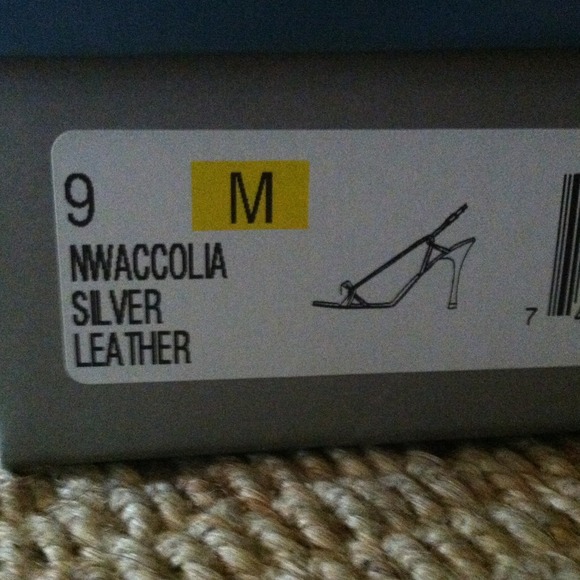 9 M
NWACCOLIA
SILVER
LEATHER
7